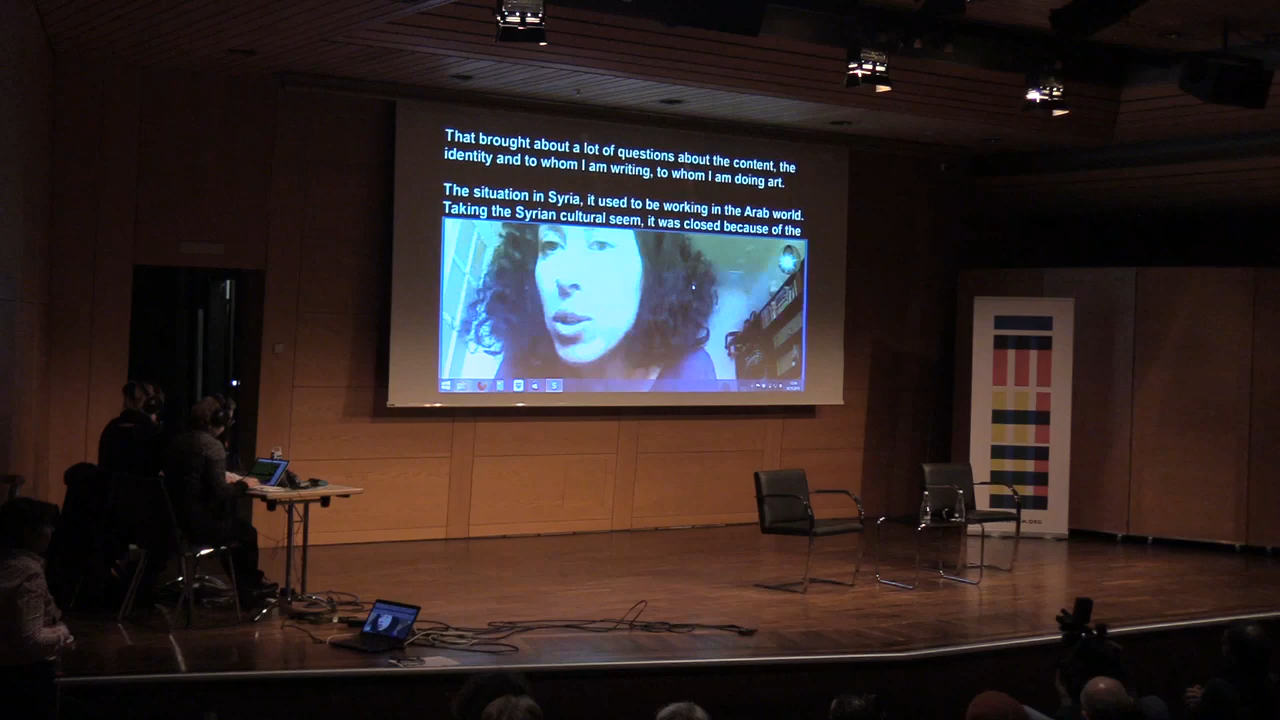 That brought about a lot of questions about the content, the
identity and to whom I am writing, to whom I am doing art.
The situation in Syria, it used to be working in the Arab world.
Taking the Syrian cultural seem, it was closed because of the